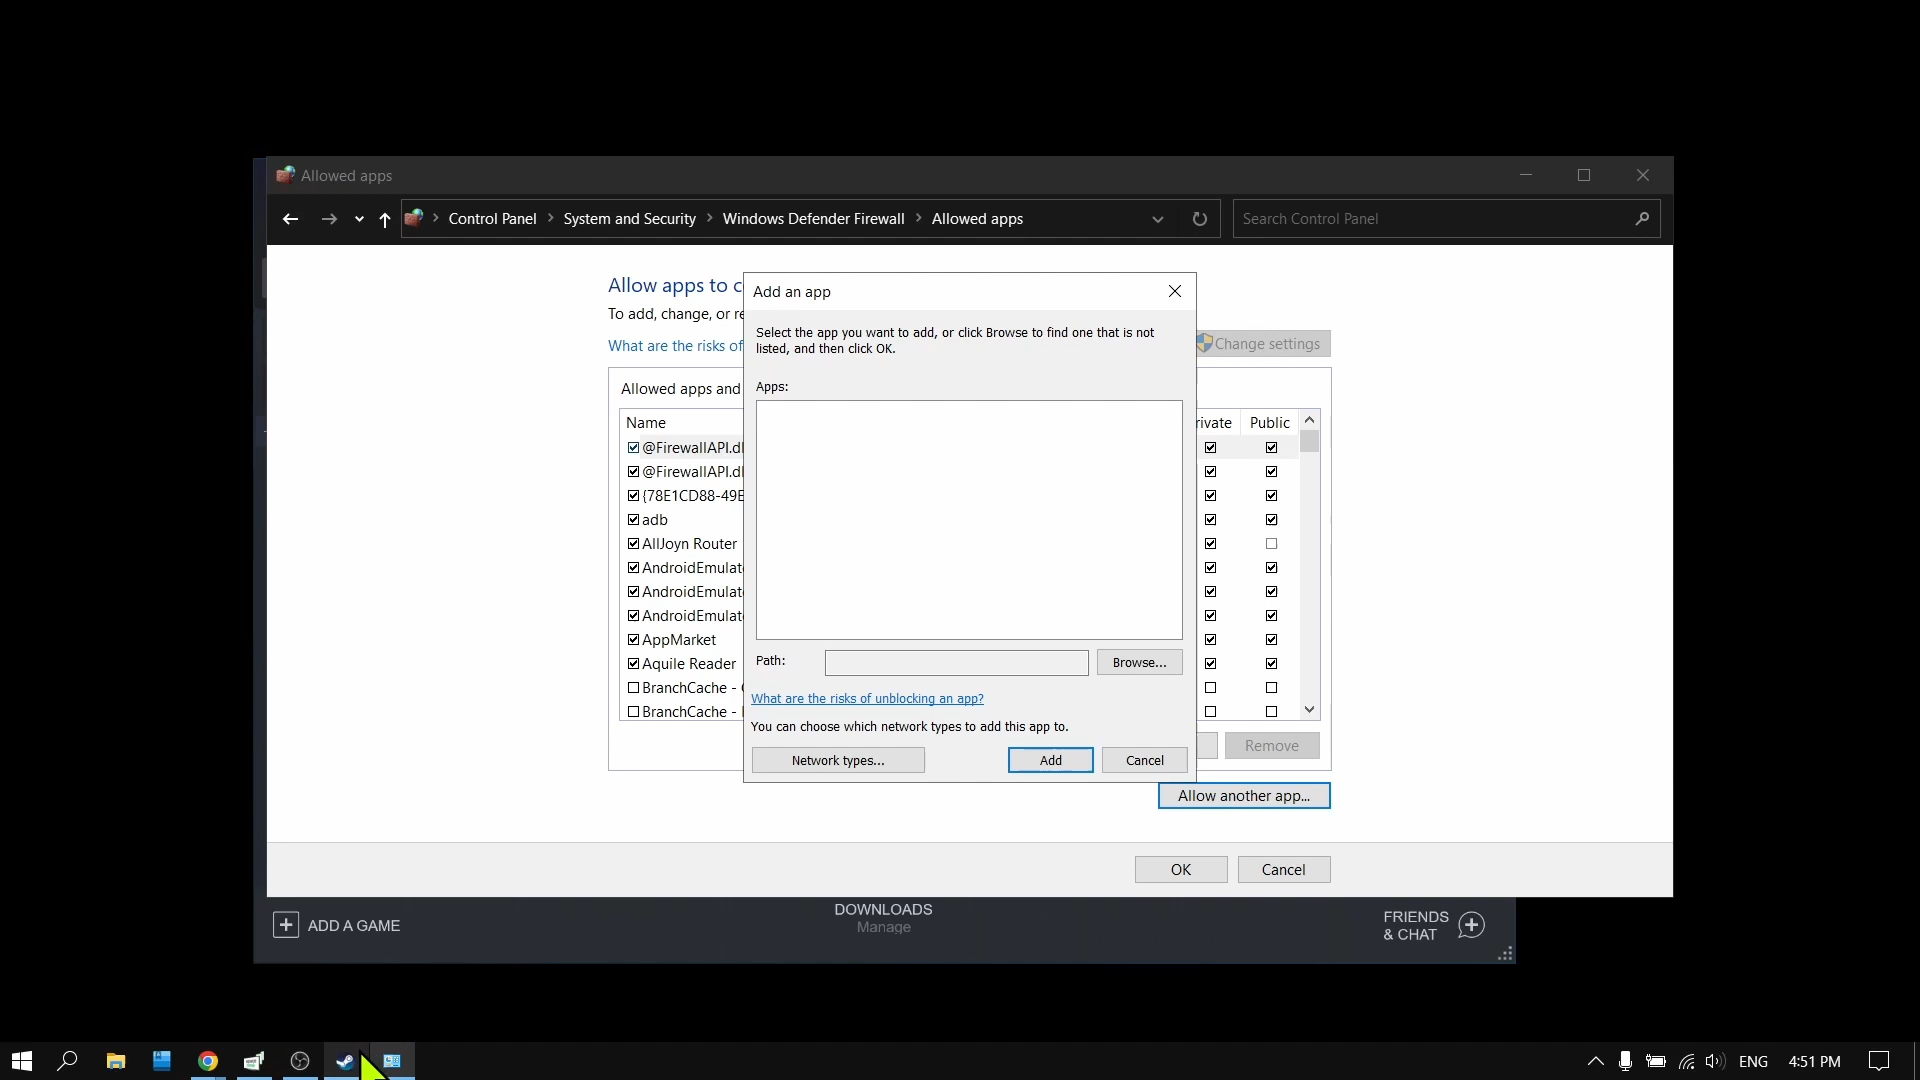 Allowed apps
Control Panel
System and Security
Windows Defender Firewall
Allowed apps
Search Control Panel
Allow apps to c
To add, change, or re
What are the risks of
Change settings
Allowed apps and
Name
rivate
Public
@FirewallAPI.dl
@FirewallAPI.dl
{78E1CD88-49E
adb
AllJoyn Router
AndroidEmulat
AndroidEmulat
AndroidEmulat
AppMarket
Aquile Reader
BranchCache -
BranchCache -
Remove
Allow another app...
OK
Cancel
Add an app
Select the app you want to add, or click Browse to find one that is not
listed, and then click OK.
Apps:
Path:
Browse...
What are the risks of unblocking an app?
You can choose which network types to add this app to.
Network types...
Add
Cancel
ADD A GAME
DOWNLOADS
Manage
FRIENDS
& CHAT
ENG
4:51 PM